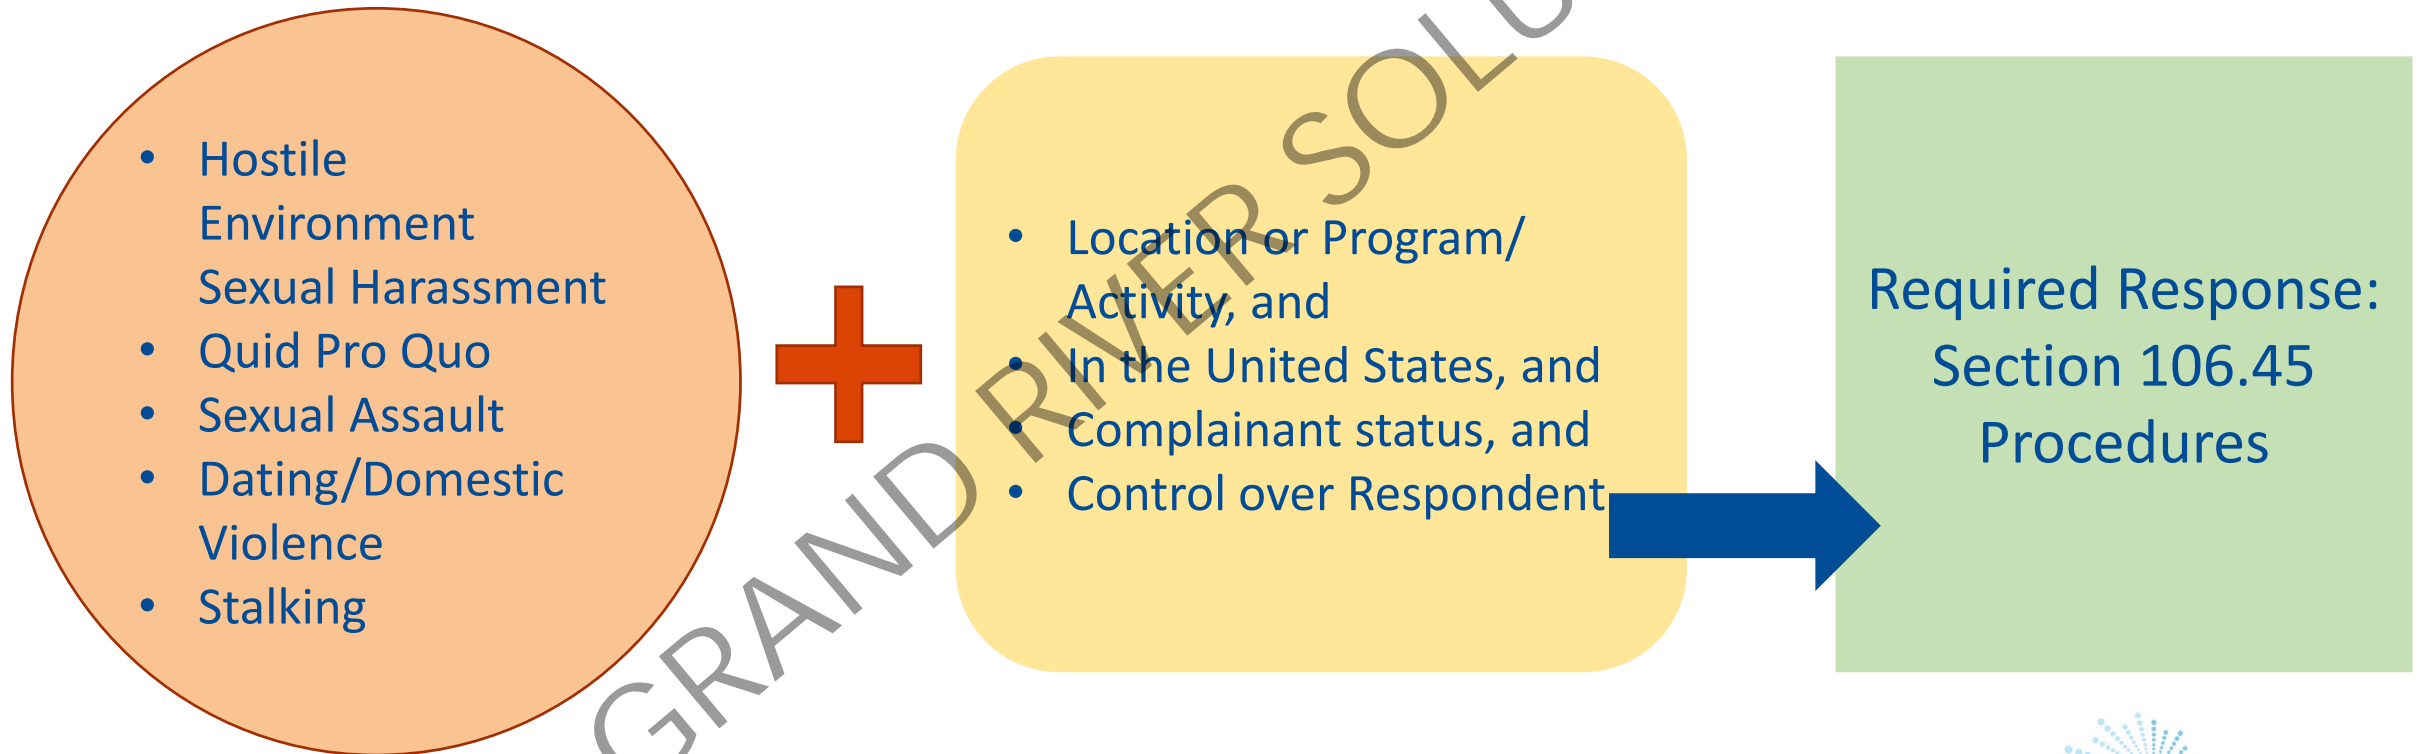 • Hostile
Environment
Sexual Harassment
• Quid Pro Quo
• Sexual Assault
• Dating/Domestic
Violence
• Stalking
• Location or Program/
Activity, and
• In the United States, and
• Complainant status, and
• Control over Respondent
Required Response:
Section 106.45
Procedures
GRAND RIVER SOLU